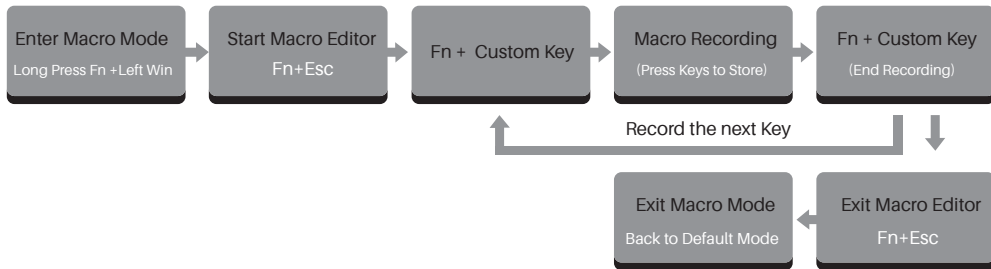 Enter Macro Mode
Long Press Fn +Left Win
Start Macro Editor
Fn+Esc
Fn + Custom Key
Macro Recording
(Press Keys to Store)
Fn + Custom Key
(End Recording)
Record the next Key
Exit Macro Mode
Back to Default Mode
Exit Macro Editor
Fn+Esc